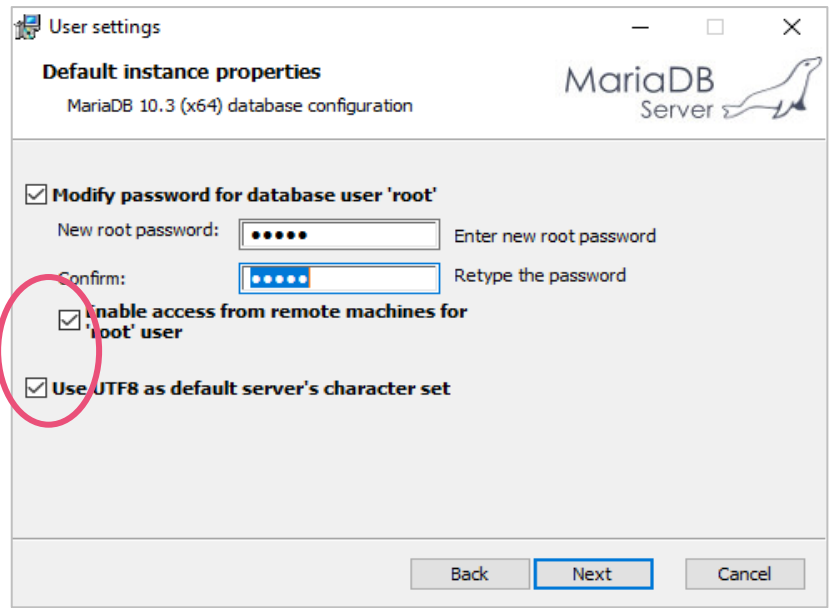 User settings
Default instance properties
MariaDB 10.3 (x64) database configuration
MariaDB
Server
Modify password for database user 'root'
New root password: ●●●●● Enter new root password
Confirm: ●●●●● Retype the password
Enable access from remote machines for
'root' user
Use UTF8 as default server's character set
Back Next Cancel